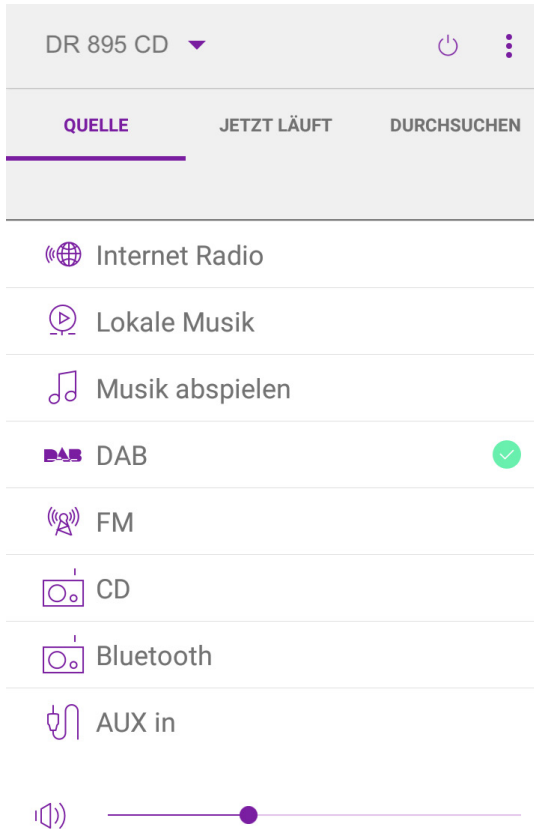 DR 895 CD
QUELLE JETZT LÄUFT DURCHSUCHEN
Internet Radio
Lokale Musik
Musik abspielen
DAB DAB
FM
CD
Bluetooth
AUX in